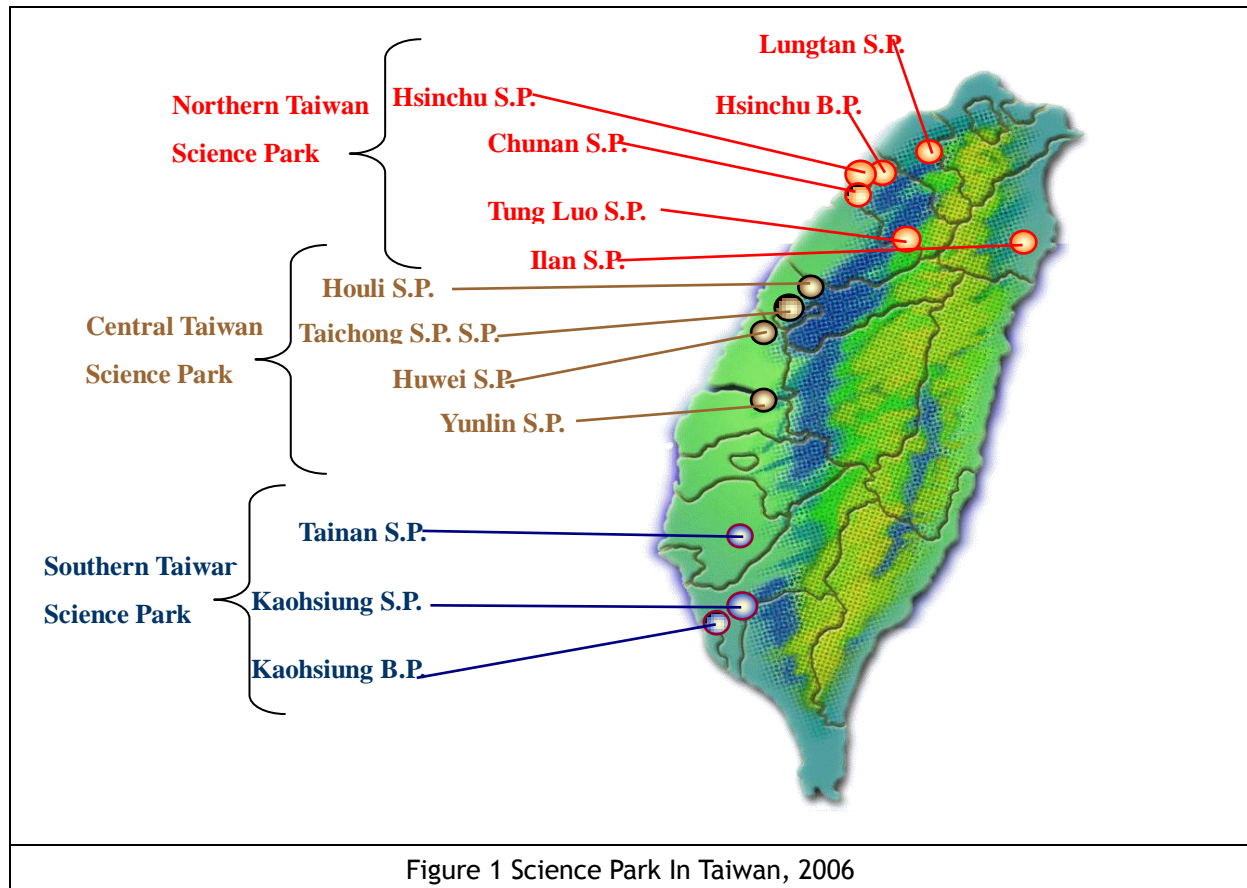 Lungtan S.P.
Northern Taiwan
Science Park
Hsinchu S.P.
Hsinchu B.P.
Chunan S.P.
Tung Luo S.P.
Ilan S.P.
Central Taiwan
Science Park
Houli S.P.
Taichong S.P. S.P.
Huwei S.P.
Yunlin S.P.
Southern Taiwar
Science Park
Tainan S.P.
Kaohsiung S.P.
Kaohsiung B.P.
Figure 1 Science Park In Taiwan, 2006